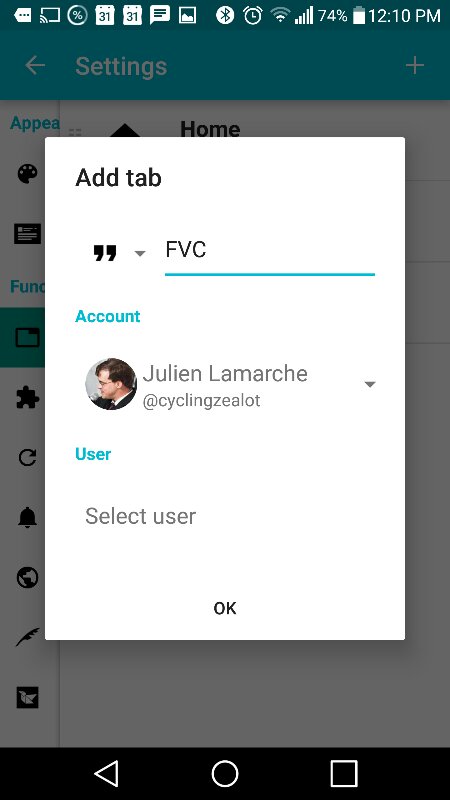 31
31
74%
12:10 PM
Settings
Appea
Home
Add tab
FVC
Func
Account
Julien Lamarche
@cyclingzealot
User
Select user
OK